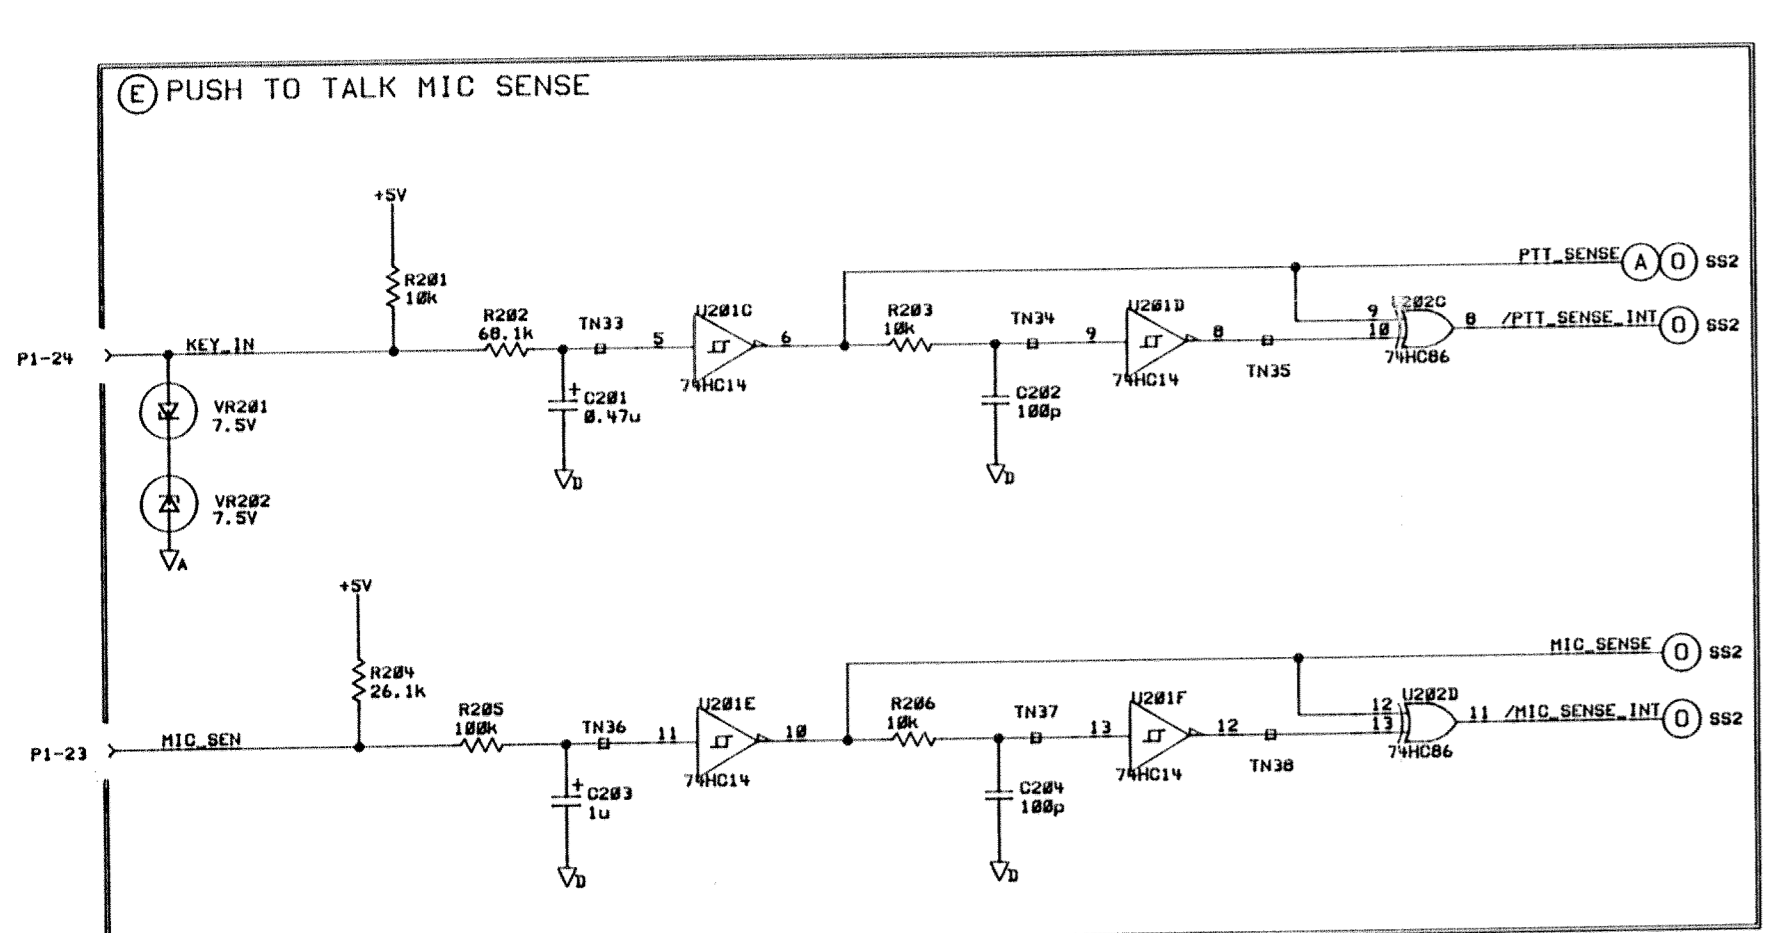 E PUSH TO TALK MIC SENSE
+5V
R201
10k
R202
68.1k
TN33
U201C
5
6
74HC14
R203
10k
TN34
U201D
9
8
74HC14
TN35
PTT_SENSE A O SS2
U202C
9
10
8
74HC86
/PTT_SENSE_INT O SS2
P1-24
KEY_IN
C201
+
0.47u
D
C202
100p
D
VR201
7.5V
VR202
7.5V
A
+5V
R204
26.1k
R205
100k
TN36
U201E
11
10
74HC14
R206
10k
TN37
U201F
13
12
74HC14
TN38
MIC_SENSE O SS2
U202D
12
13
11
74HC86
/MIC_SENSE_INT O SS2
P1-23
MIC_SEN
C203
+
1u
D
C204
100p
D